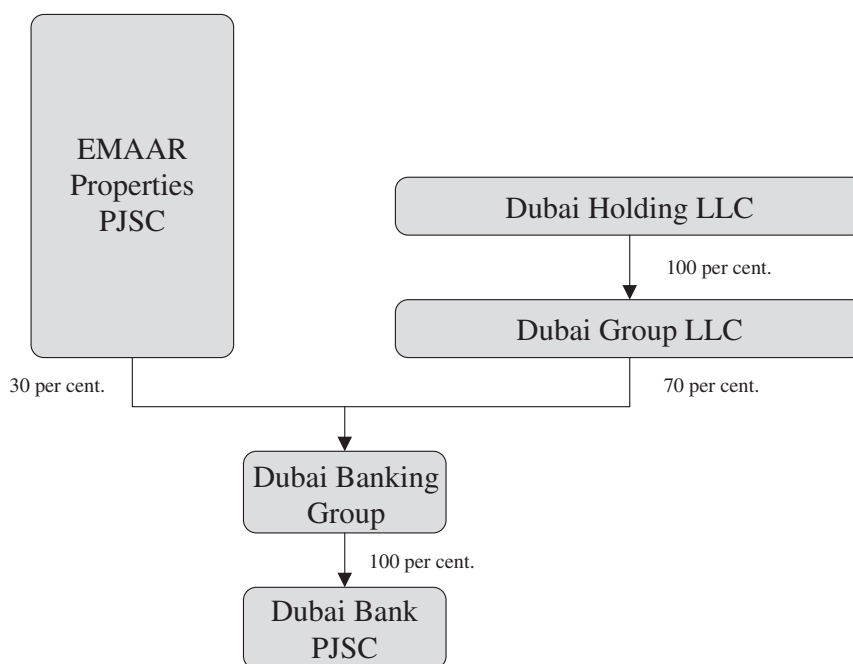 EMAAR
Properties
PJSC
Dubai Holding LLC
100 per cent.
Dubai Group LLC
30 per cent.
70 per cent.
Dubai Banking
Group
100 per cent.
Dubai Bank
PJSC